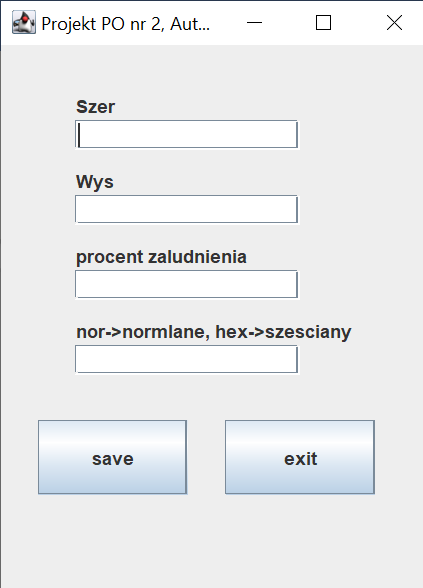 Projekt PO nr 2, Aut...
Szer
Wys
procent zaludnienia
nor->normlane, hex->szesciany
save
exit